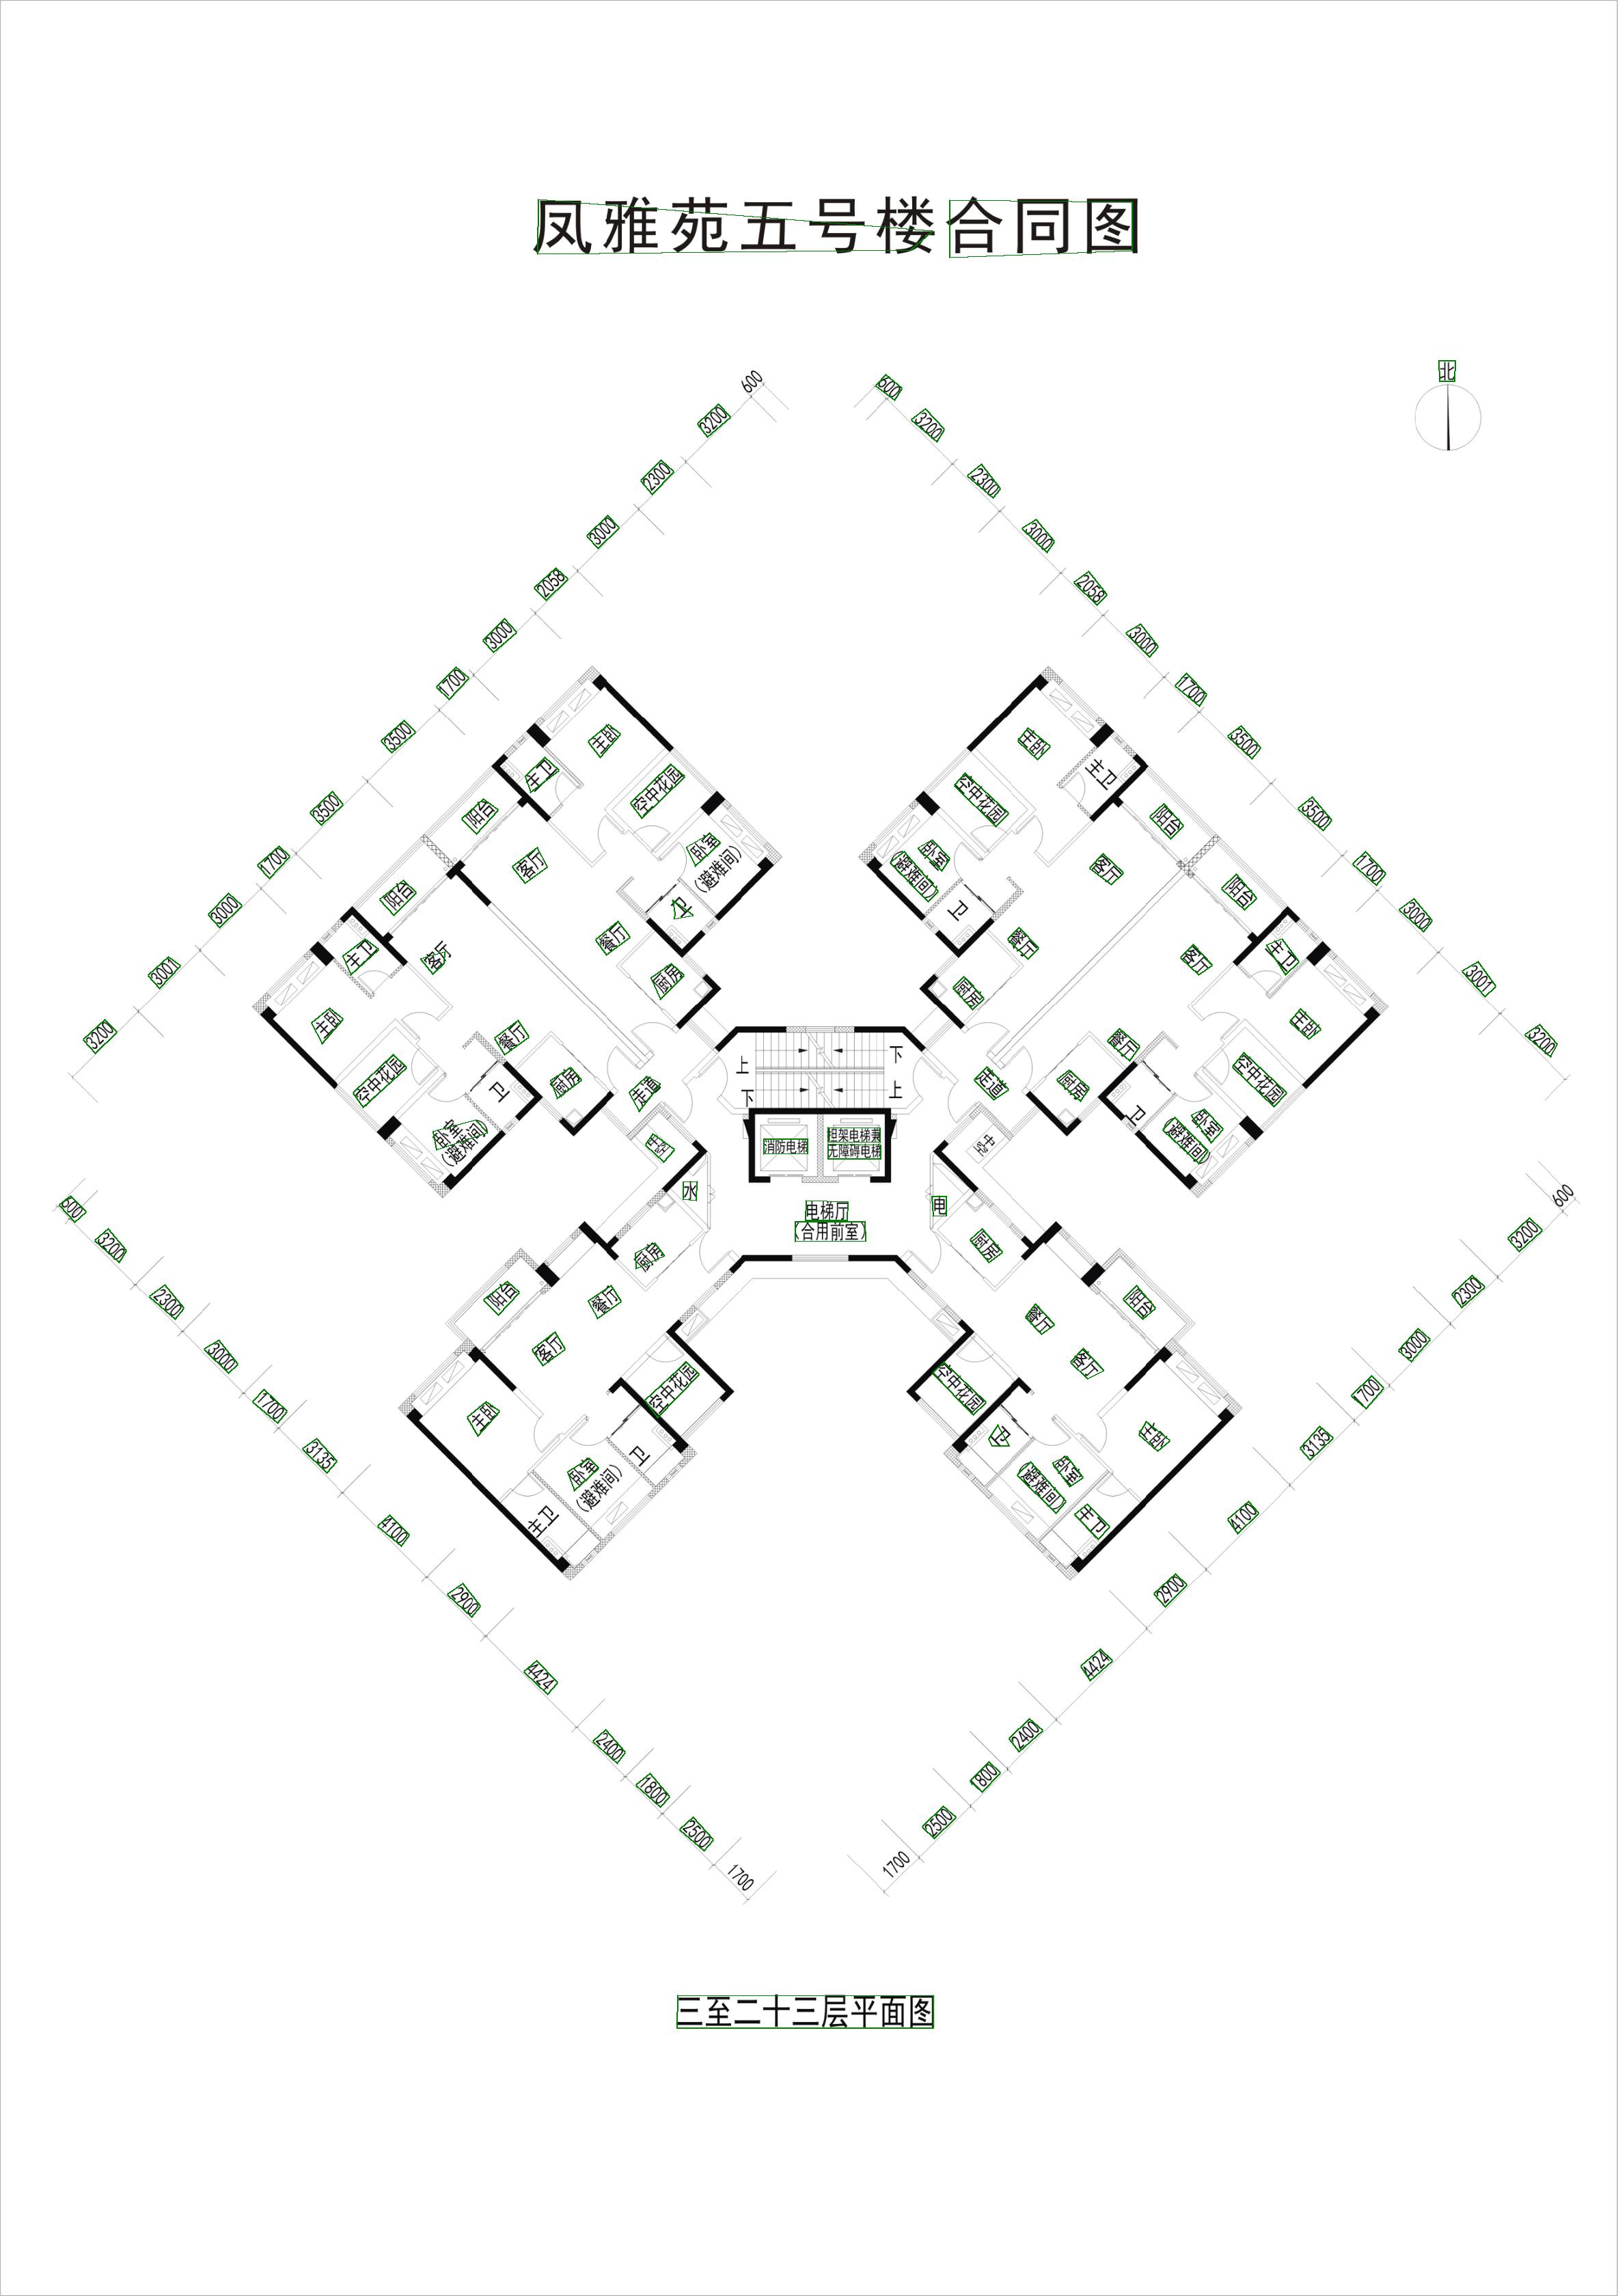 凤雅苑五号楼合同图
北
600
3200
2300
3000
2058
3000
1700
3500
3500
1700
3000
3001
3200
600
3200
2300
3000
2058
3000
1700
3500
3500
1700
3000
3001
3200
主卧
主卫
空中花园
阳台
卧室
(避难间)
客厅
卫
餐厅
厨房
阳台
主卫
客厅
主卧
餐厅
空中花园
厨房
卫
卧室
(避难间)
走道
中空
主卧
主卫
空中花园
阳台
卧室
(避难间)
客厅
卫
餐厅
厨房
阳台
主卫
客厅
主卧
餐厅
空中花园
厨房
卫
卧室
(避难间)
走道
中空
上
下
下
上
消防电梯
担架电梯兼
无障碍电梯
水
电
电梯厅
(合用前室)
厨房
阳台
餐厅
客厅
空中花园
主卧
卫
卧室
(避难间)
主卫
厨房
阳台
餐厅
客厅
空中花园
主卧
卫
卧室
(避难间)
主卫
600
3200
2300
3000
1700
3135
4100
2900
4424
2400
1800
2500
1700
600
3200
2300
3000
1700
3135
4100
2900
4424
2400
1800
2500
1700
三至二十三层平面图